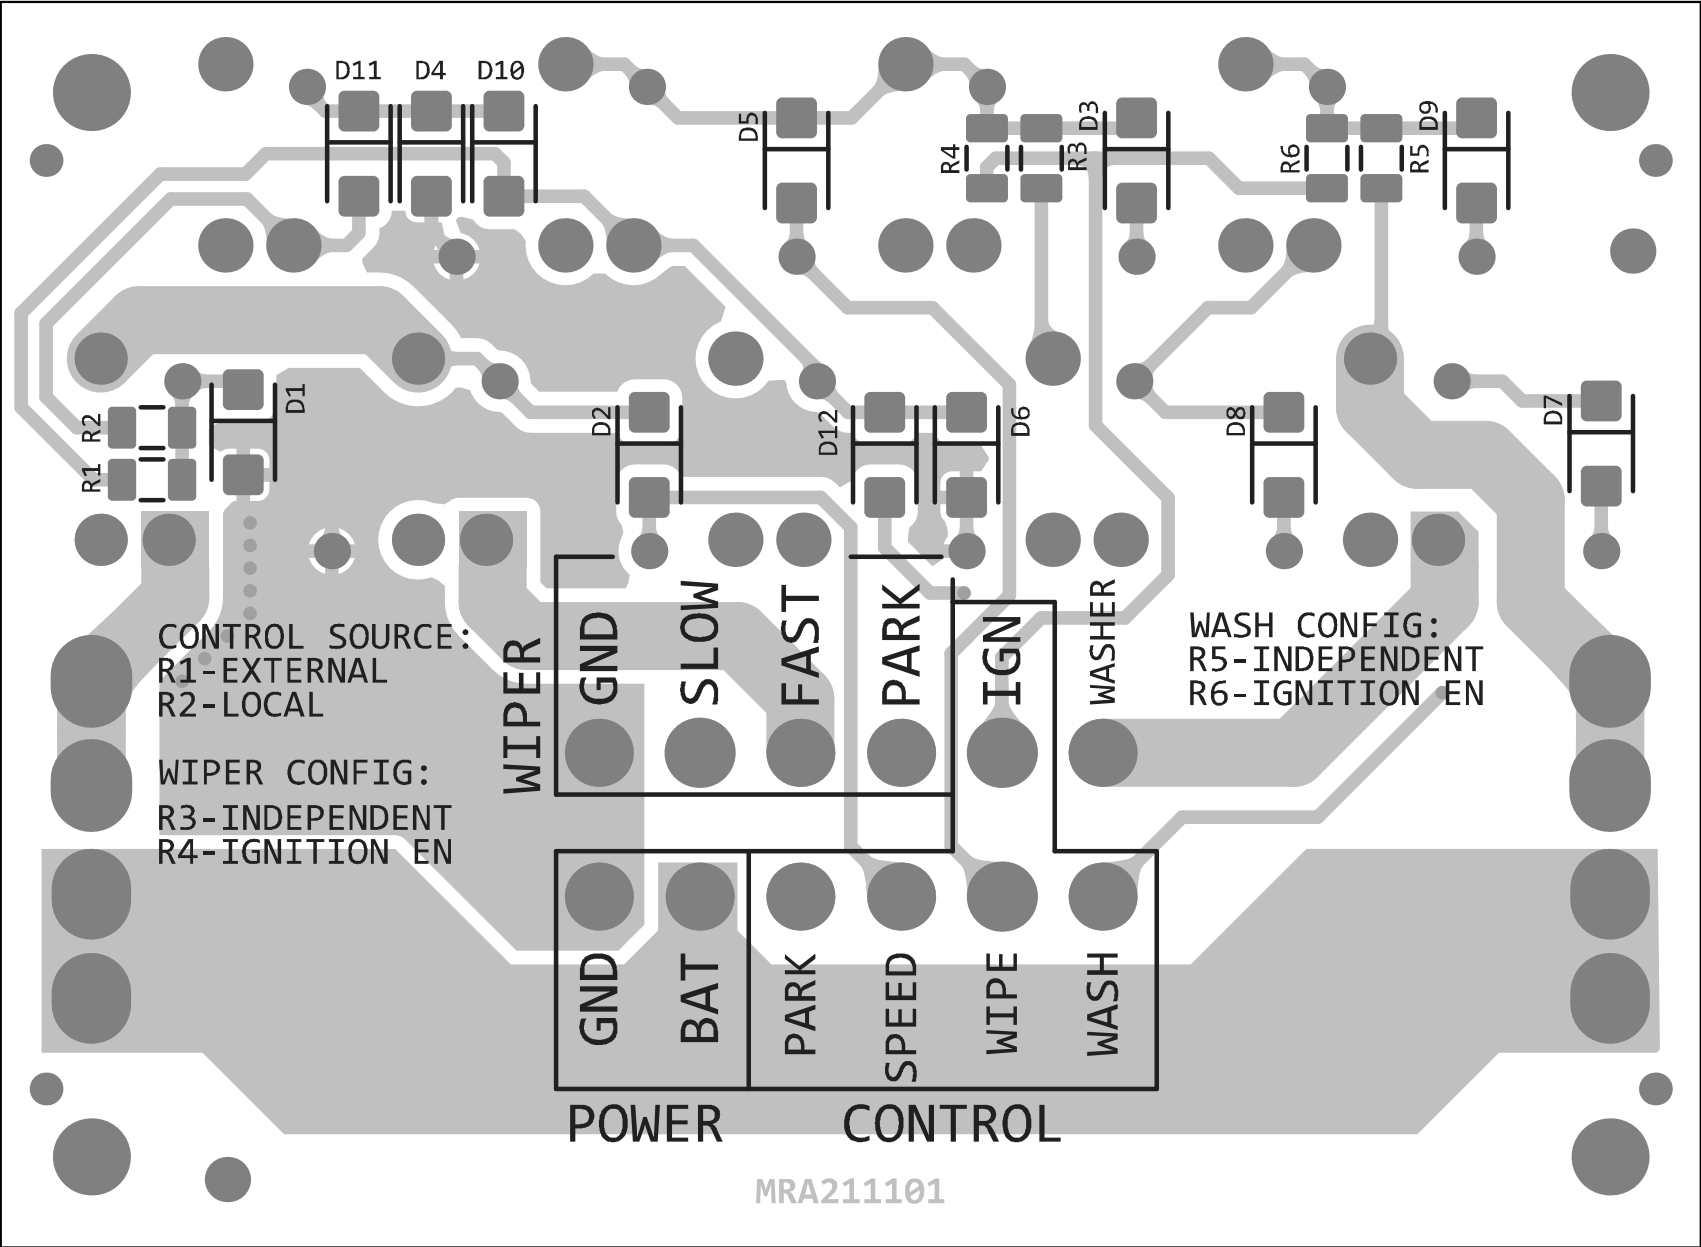 D11 D4 D10
D5
D3
D9
R4
R3
R6
R5
D1
R2
R1
D2
D12
D6
D8
D7
CONTROL SOURCE:
R1-EXTERNAL
R2-LOCAL
WIPER CONFIG:
R3-INDEPENDENT
R4-IGNITION EN
WIPER
GND
SLOW
FAST
PARK
IGN
WASHER
WASH CONFIG:
R5-INDEPENDENT
R6-IGNITION EN
GND
BAT
PARK
SPEED
WIPE
WASH
POWER
CONTROL
MRA211101